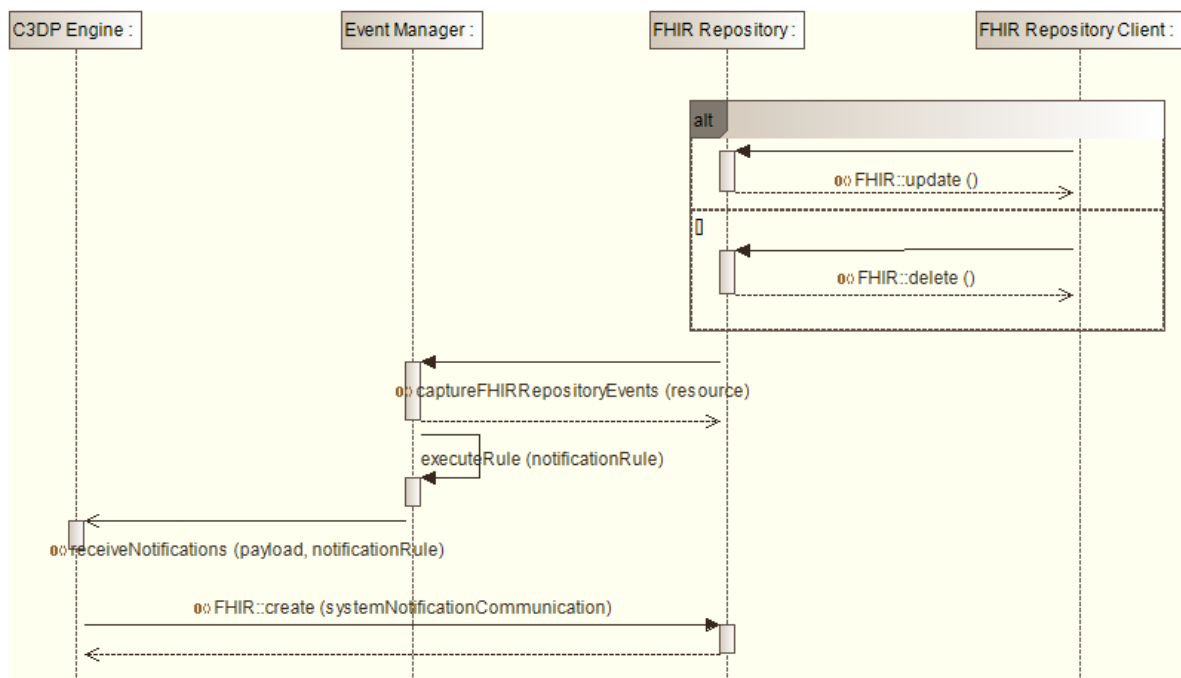 C3DP Engine :
Event Manager :
FHIR Repository :
FHIR Repository Client :
alt
FHIR::update ()
[]
FHIR::delete ()
captureFHIRRepositoryEvents (resource)
executeRule (notificationRule)
receiveNotifications (payload, notificationRule)
FHIR::create (systemNotificationCommunication)